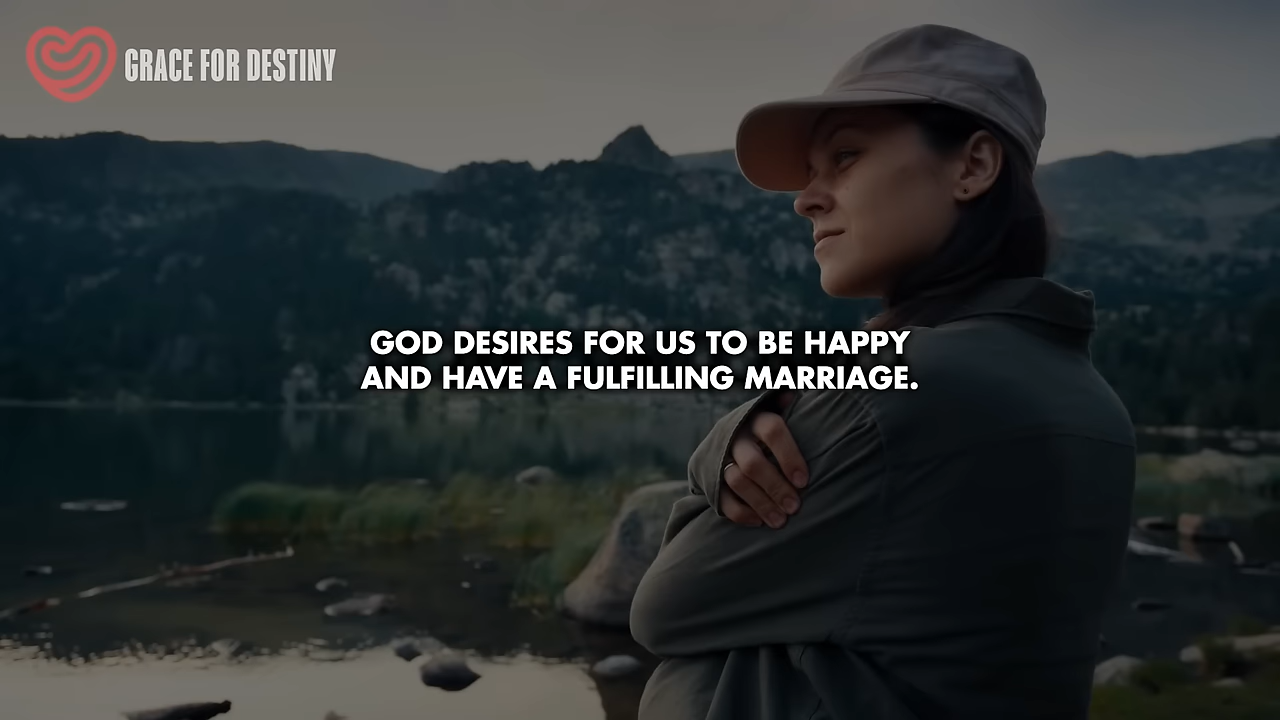 GRACE FOR DESTINY
GOD DESIRES FOR US TO BE HAPPY
AND HAVE A FULFILLING MARRIAGE.